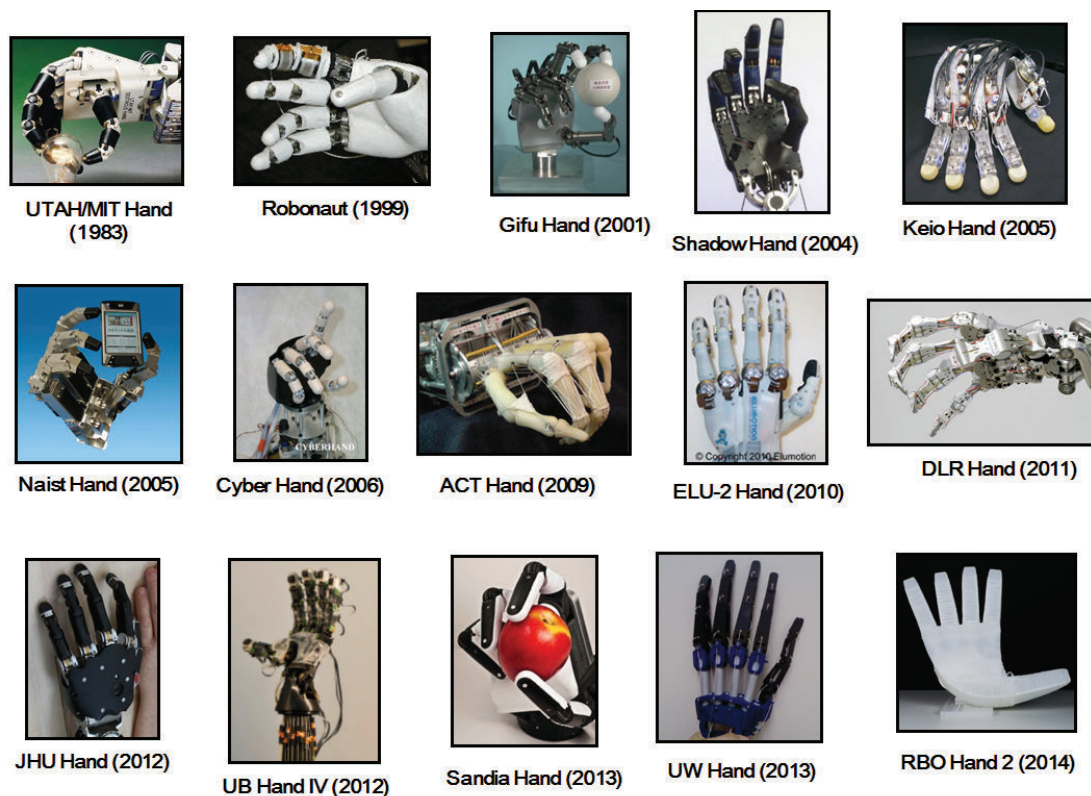 UTAH/MIT Hand
(1983)
Robonaut (1999)
Gifu Hand (2001)
Shadow Hand (2004)
Keio Hand (2005)
CYBERHAND
© Copyright 2010 Elumotion
Naist Hand (2005)
Cyber Hand (2006)
ACT Hand (2009)
ELU-2 Hand (2010)
DLR Hand (2011)
JHU Hand (2012)
UB Hand IV (2012)
Sandia Hand (2013)
UW Hand (2013)
RBO Hand 2 (2014)